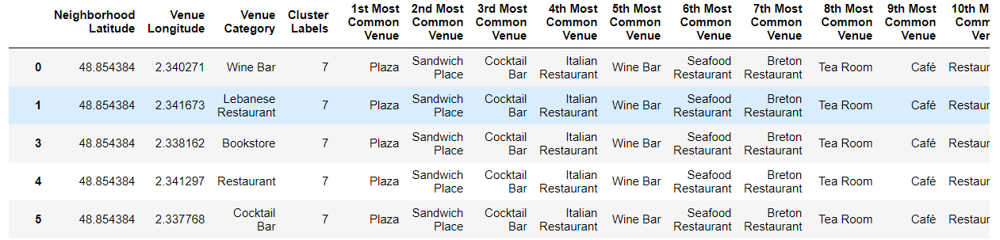 Neighborhood Latitude Venue Longitude Venue Category Cluster Labels 1st Most Common Venue 2nd Most Common Venue 3rd Most Common Venue 4th Most Common Venue 5th Most Common Venue 6th Most Common Venue 7th Most Common Venue 8th Most Common Venue 9th Most Common Venue 10th
0 48.854384 2.340271 Wine Bar 7 Plaza Sandwich Place Cocktail Bar Italian Restaurant Wine Bar Seafood Restaurant Breton Restaurant Tea Room Café
1 48.854384 2.341673 Lebanese Restaurant 7 Plaza Sandwich Place Cocktail Bar Italian Restaurant Wine Bar Seafood Restaurant Breton Restaurant Tea Room Café
3 48.854384 2.338162 Bookstore 7 Plaza Sandwich Place Cocktail Bar Italian Restaurant Wine Bar Seafood Restaurant Breton Restaurant Tea Room Café
4 48.854384 2.341297 Restaurant 7 Plaza Sandwich Place Cocktail Bar Italian Restaurant Wine Bar Seafood Restaurant Breton Restaurant Tea Room Café
5 48.854384 2.337768 Cocktail Bar 7 Plaza Sandwich Place Cocktail Bar Italian Restaurant Wine Bar Seafood Restaurant Breton Restaurant Tea Room Café